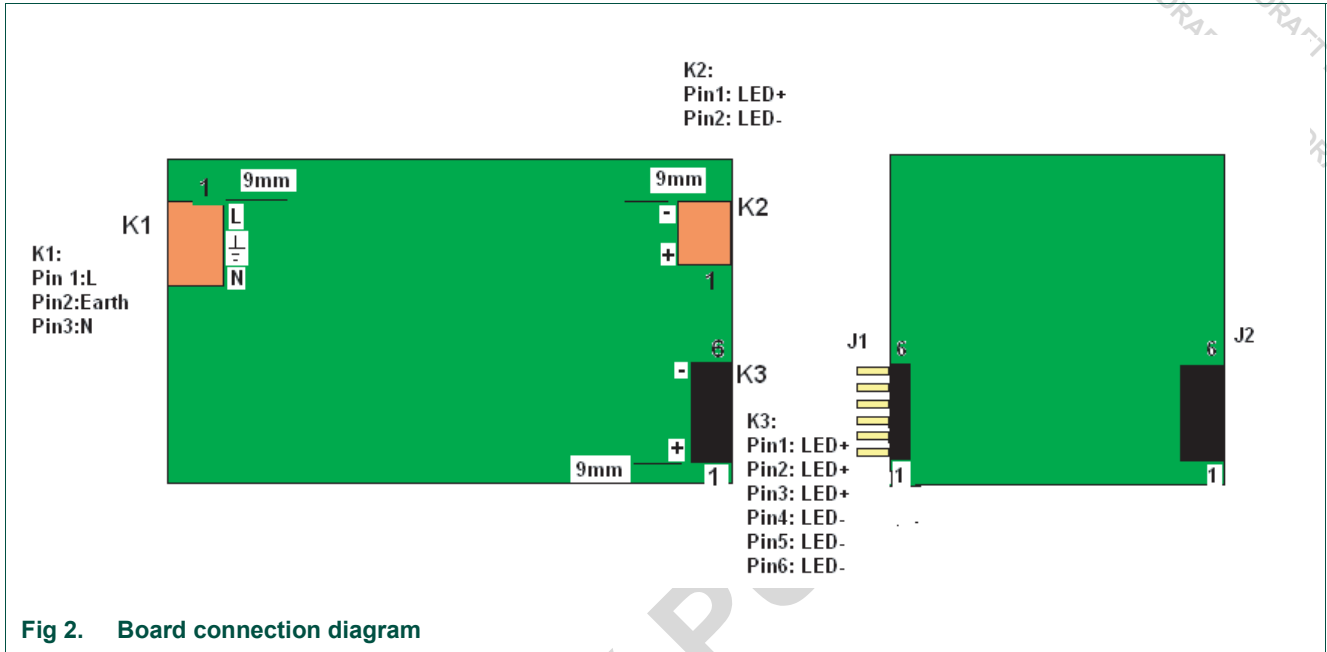 DRAFT
K2:
Pin1: LED+
Pin2: LED-
1
9mm
9mm
K1
L
N
-
+
K2
1
K1:
Pin 1:L
Pin2:Earth
Pin3:N
6
-
K3
+
9mm
1
J1
6
6
J2
1
1
K3:
Pin1: LED+
Pin2: LED+
Pin3: LED+
Pin4: LED-
Pin5: LED-
Pin6: LED-
Fig 2. Board connection diagram